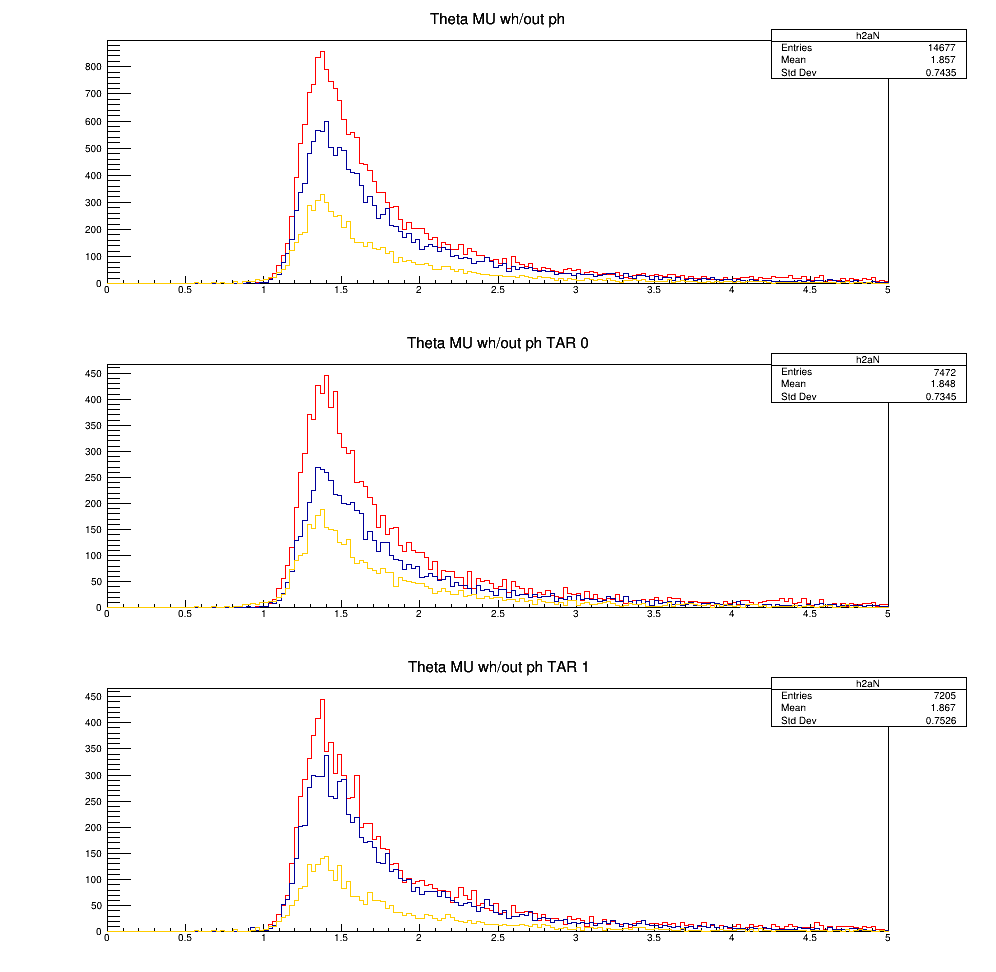 Theta MU wh/out ph
h2aN
Entries 14677
Mean 1.857
Std Dev 0.7435
800
700
600
500
400
300
200
100
0
0 0.5 1 1.5 2 2.5 3 3.5 4 4.5 5
Theta MU wh/out ph TAR 0
h2aN
Entries 7472
Mean 1.848
Std Dev 0.7345
450
400
350
300
250
200
150
100
50
0
0 0.5 1 1.5 2 2.5 3 3.5 4 4.5 5
Theta MU wh/out ph TAR 1
h2aN
Entries 7205
Mean 1.867
Std Dev 0.7526
450
400
350
300
250
200
150
100
50
0
0 0.5 1 1.5 2 2.5 3 3.5 4 4.5 5